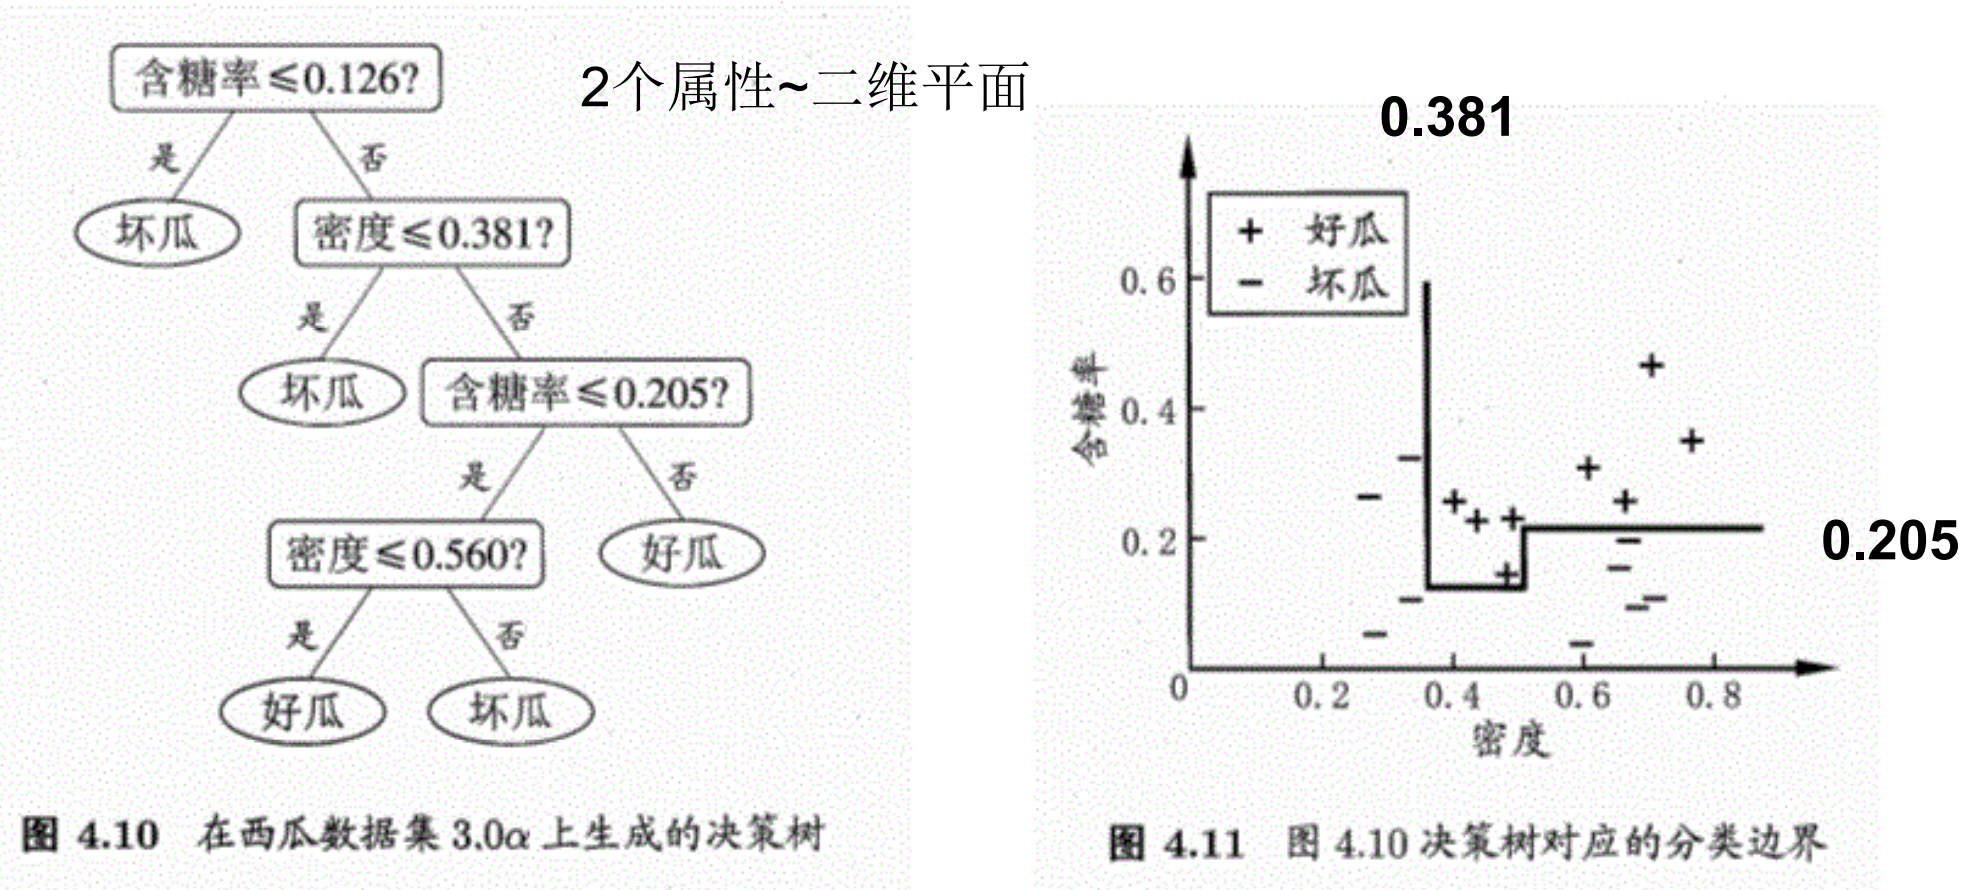 含糖率≤0.126?
2个属性~二维平面
0.381
是
否
坏瓜
密度≤0.381?
+ 好瓜
- 坏瓜
0.6
是
否
坏瓜
含糖率≤0.205?
含糖率
0.4
是
否
0.2
0.205
密度≤0.560?
好瓜
是
否
0
0.2
0.4
0.6
0.8
好瓜
坏瓜
密度
图 4.10 在西瓜数据集 3.0α 上生成的决策树
图 4.11 图 4.10 决策树对应的分类边界